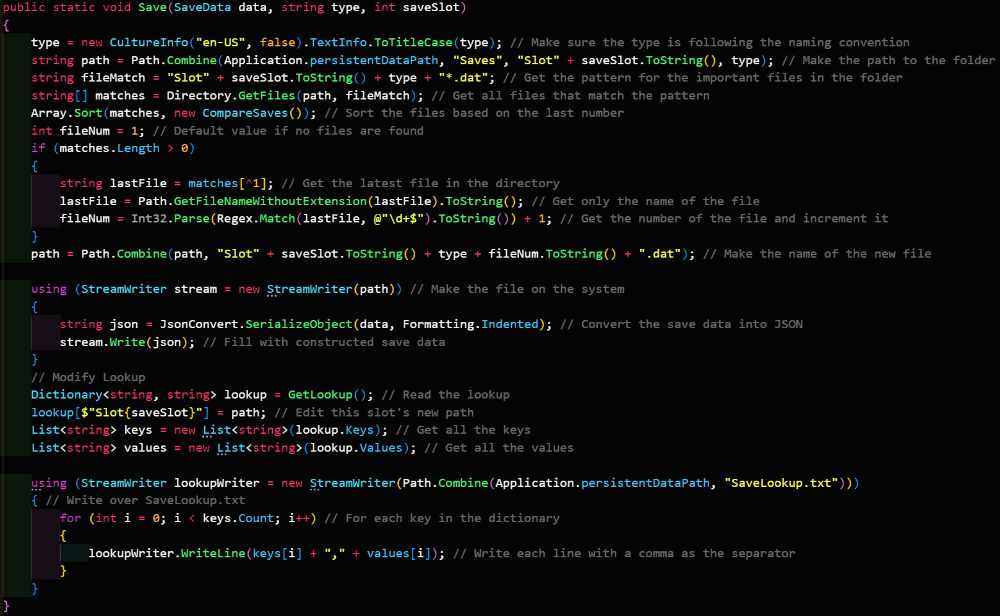 public static void Save(SaveData data, string type, int saveSlot)
{
    type = new CultureInfo("en-US", false).TextInfo.ToTitleCase(type); // Make sure the type is following the naming convention
    string path = Path.Combine(Application.persistentDataPath, "Saves", "Slot" + saveSlot.ToString(), type); // Make the path to the folder
    string fileMatch = "Slot" + saveSlot.ToString() + type + "*.dat"; // Get the pattern for the important files in the folder
    string[] matches = Directory.GetFiles(path, fileMatch); // Get all files that match the pattern
    Array.Sort(matches, new CompareSaves()); // Sort the files based on the last number
    int fileNum = 1; // Default value if no files are found
    if (matches.Length > 0)
    {
        string lastFile = matches[^1]; // Get the latest file in the directory
        lastFile = Path.GetFileNameWithoutExtension(lastFile).ToString(); // Get only the name of the file
        fileNum = Int32.Parse(Regex.Match(lastFile, @"\d+$").ToString()) + 1; // Get the number of the file and increment it
    }
    path = Path.Combine(path, "Slot" + saveSlot.ToString() + type + fileNum.ToString() + ".dat"); // Make the name of the new file

    using (StreamWriter stream = new StreamWriter(path)) // Make the file on the system
    {
        string json = JsonConvert.SerializeObject(data, Formatting.Indented); // Convert the save data into JSON
        stream.Write(json); // Fill with constructed save data
    }
    // Modify Lookup
    Dictionary<string, string> lookup = GetLookup(); // Read the lookup
    lookup[$"Slot{saveSlot}"] = path; // Edit this slot's new path
    List<string> keys = new List<string>(lookup.Keys); // Get all the keys
    List<string> values = new List<string>(lookup.Values); // Get all the values

    using (StreamWriter lookupWriter = new StreamWriter(Path.Combine(Application.persistentDataPath, "SaveLookup.txt")))
    { // Write over SaveLookup.txt
        for (int i = 0; i < keys.Count; i++) // For each key in the dictionary
        {
            lookupWriter.WriteLine(keys[i] + "," + values[i]); // Write each line with a comma as the separator
        }
    }
}